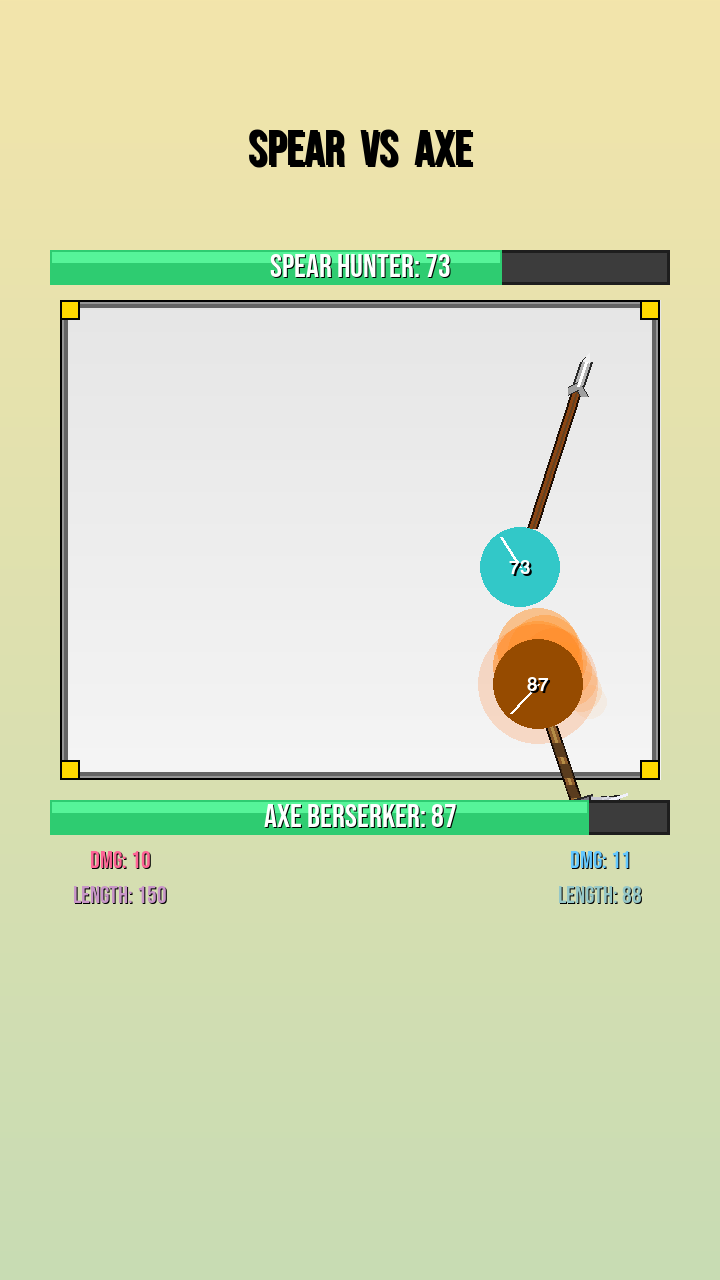 SPEAR VS AXE
SPEAR HUNTER: 73
73
87
AXE BERSERKER: 87
DMG: 10
DMG: 11
LENGTH: 150
LENGTH: 88